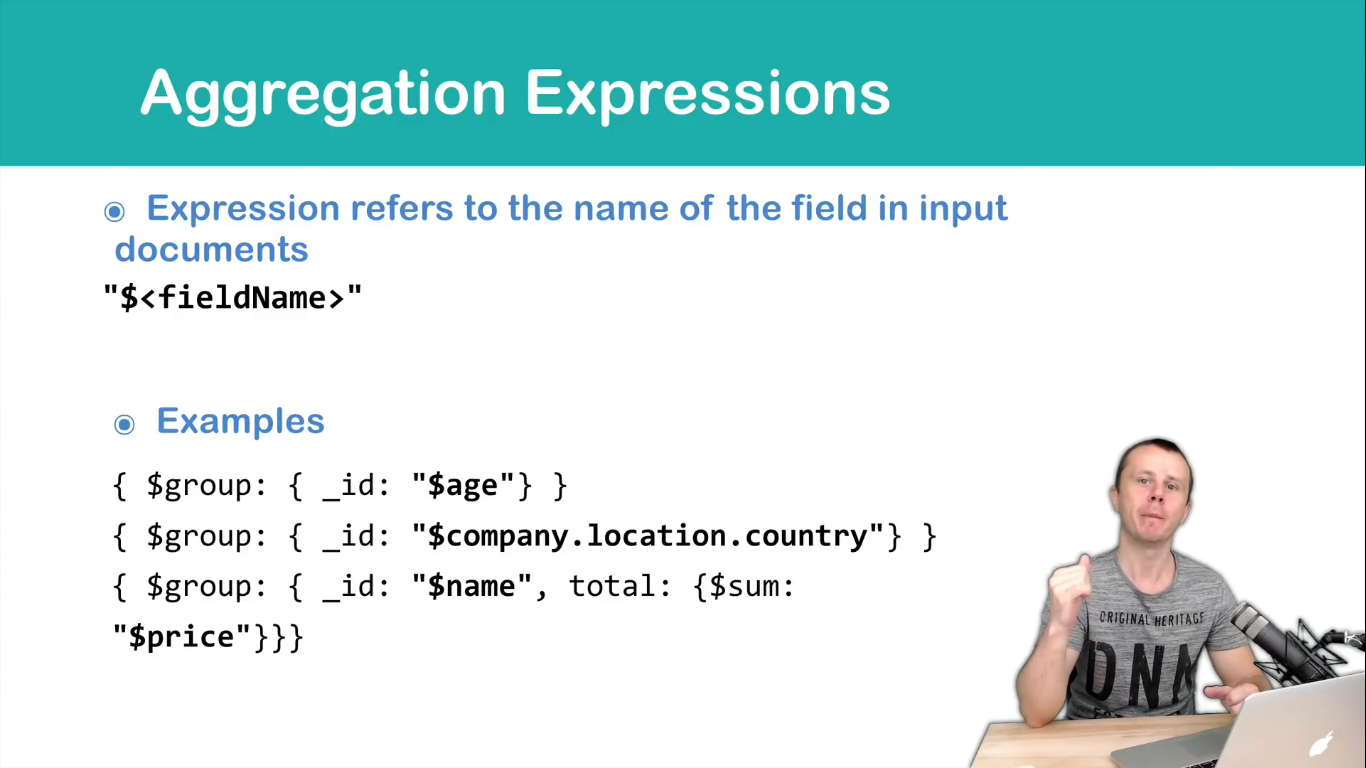 Aggregation Expressions
Expression refers to the name of the field in input
documents
"$<fieldName>"
Examples
{ $group: { _id: "$age"} }
{ $group: { _id: "$company.location.country"} }
{ $group: { _id: "$name", total: {$sum:
"$price"}}}
ORIGINAL HERITAGE